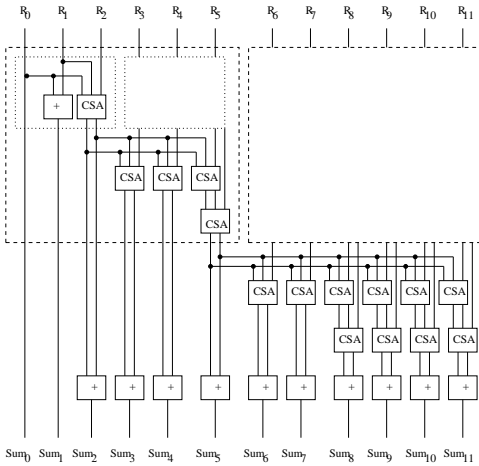 R0 R1 R2 R3 R4 R5 R6 R7 R8 R9 R10 R11
+ CSA
CSA CSA CSA
CSA
CSA CSA CSA CSA CSA CSA
CSA CSA CSA CSA
+ + + + + + + + + +
Sum0 Sum1 Sum2 Sum3 Sum4 Sum5 Sum6 Sum7 Sum8 Sum9 Sum10 Sum11